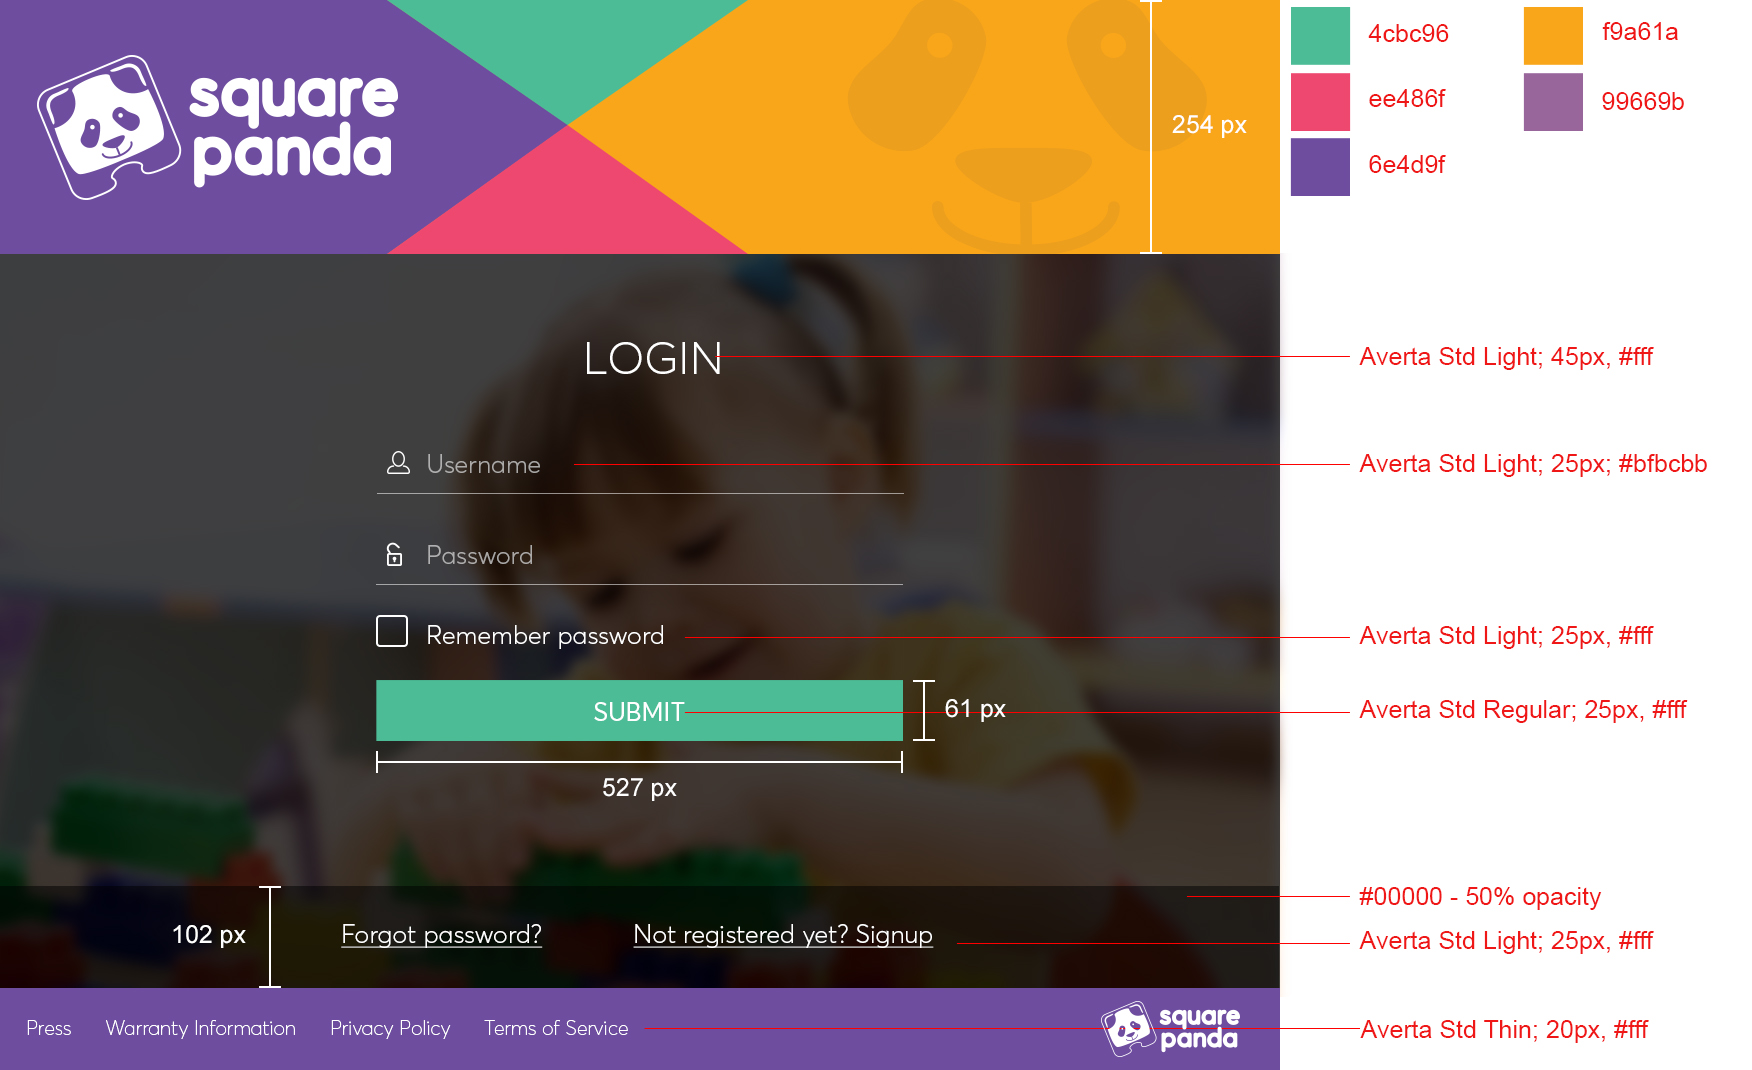 square
panda
254 px
4cbc96
f9a61a
ee486f
99669b
6e4d9f
LOGIN
Averta Std Light; 45px, #fff
Username
Averta Std Light; 25px; #bfbcbb
Password
Remember password
Averta Std Light; 25px, #fff
SUBMIT
61 px
Averta Std Regular; 25px, #fff
527 px
#00000 - 50% opacity
102 px
Forgot password?
Not registered yet? Signup
Averta Std Light; 25px, #fff
Press
Warranty Information
Privacy Policy
Terms of Service
square
panda
Averta Std Thin; 20px, #fff